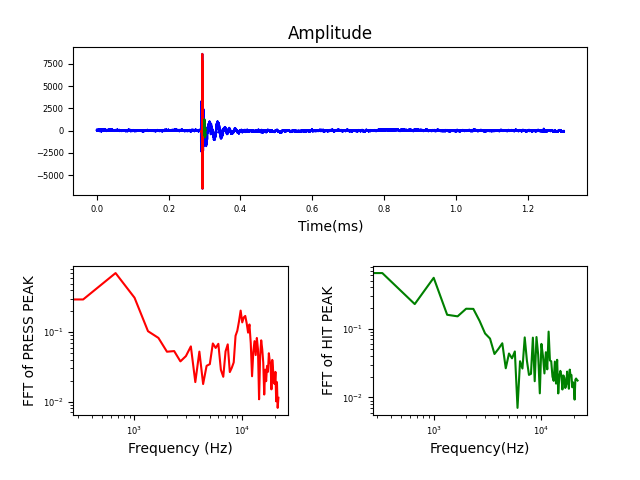 Amplitude
7500
5000
2500
0
−2500
−5000
0.0 0.2 0.4 0.6 0.8 1.0 1.2
Time(ms)
FFT of PRESS PEAK
10⁻¹
10⁻²
10³ 10⁴
Frequency (Hz)
FFT of HIT PEAK
10⁻¹
10⁻²
10³ 10⁴
Frequency(Hz)